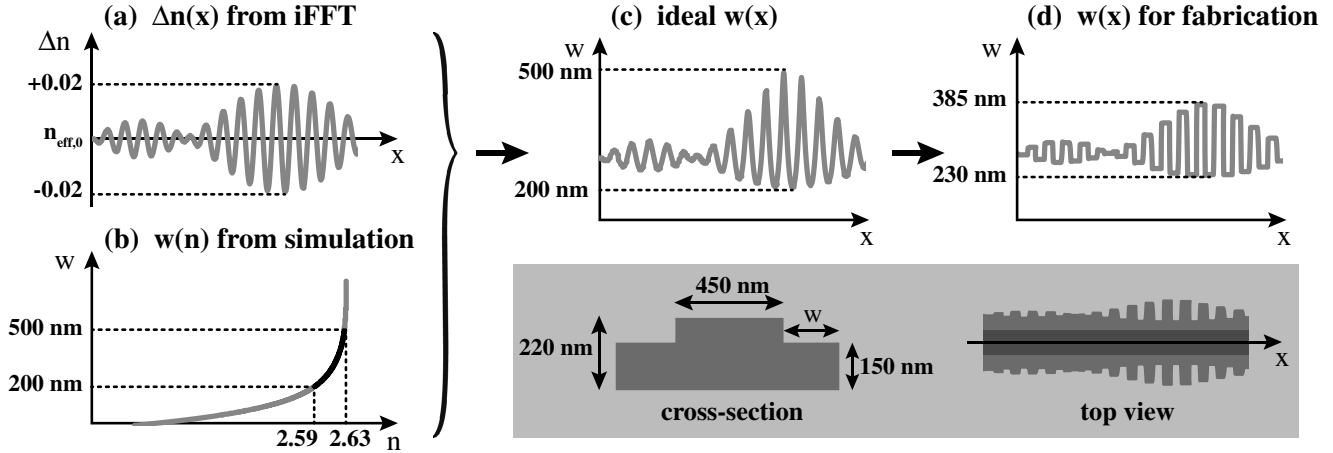 (a) Δn(x) from iFFT
Δn
+0.02
n_eff,0
-0.02
x
(b) w(n) from simulation
w
500 nm
200 nm
2.59
2.63
n
(c) ideal w(x)
w
500 nm
200 nm
x
(d) w(x) for fabrication
w
385 nm
230 nm
x
450 nm
w
220 nm
150 nm
cross-section
x
top view